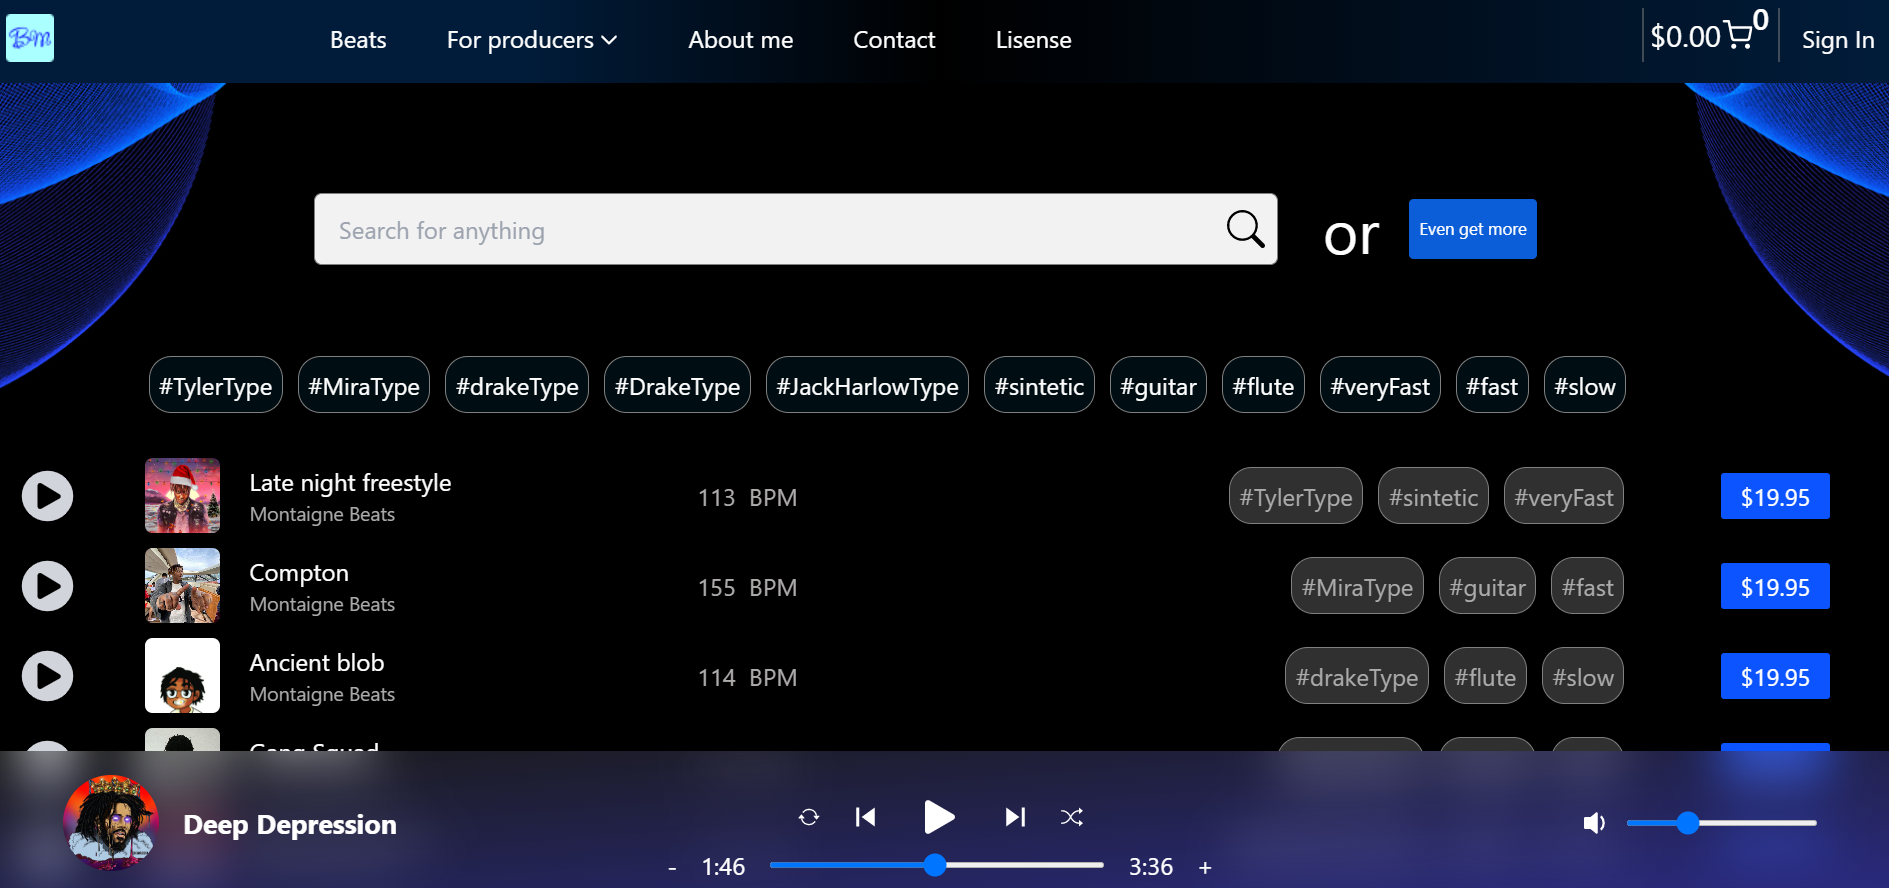 BM
Beats For producers About me Contact Lisense $0.00 0 Sign In
Search for anything or Even get more
#TylerType #MiraType #drakeType #DrakeType #JackHarlowType #sintetic #guitar #flute #veryFast #fast #slow
Late night freestyle
Montaigne Beats
113 BPM
#TylerType #sintetic #veryFast
$19.95
Compton
Montaigne Beats
155 BPM
#MiraType #guitar #fast
$19.95
Ancient blob
Montaigne Beats
114 BPM
#drakeType #flute #slow
$19.95
Gang Squad
Deep Depression
- 1:46 3:36 +